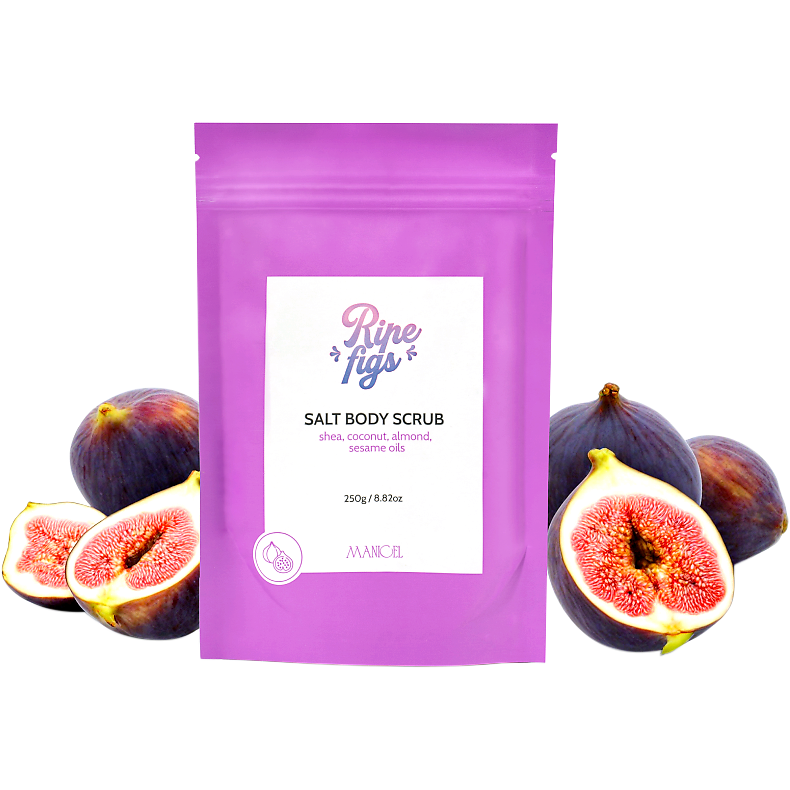 Ripe
figs
SALT BODY SCRUB
shea, coconut, almond,
sesame oils
250g / 8.82oz
MANICEL